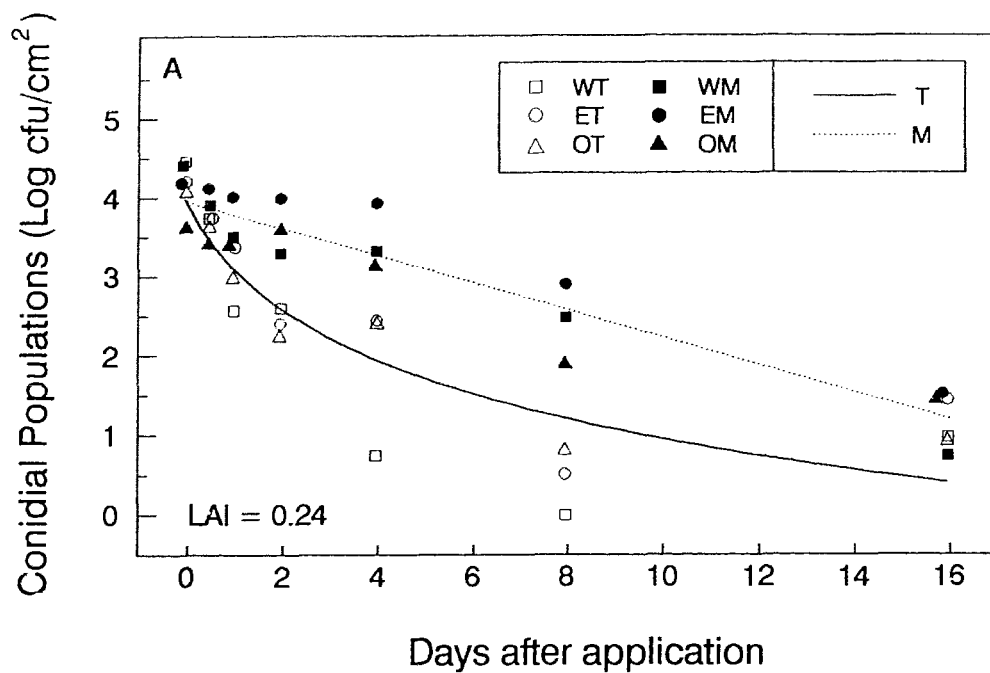 A
WT WM T
ET EM M
OT OM
5
4
3
2
1
0
LAI = 0.24
0 2 4 6 8 10 12 14 16
Conidial Populations (Log cfu/cm²)
Days after application